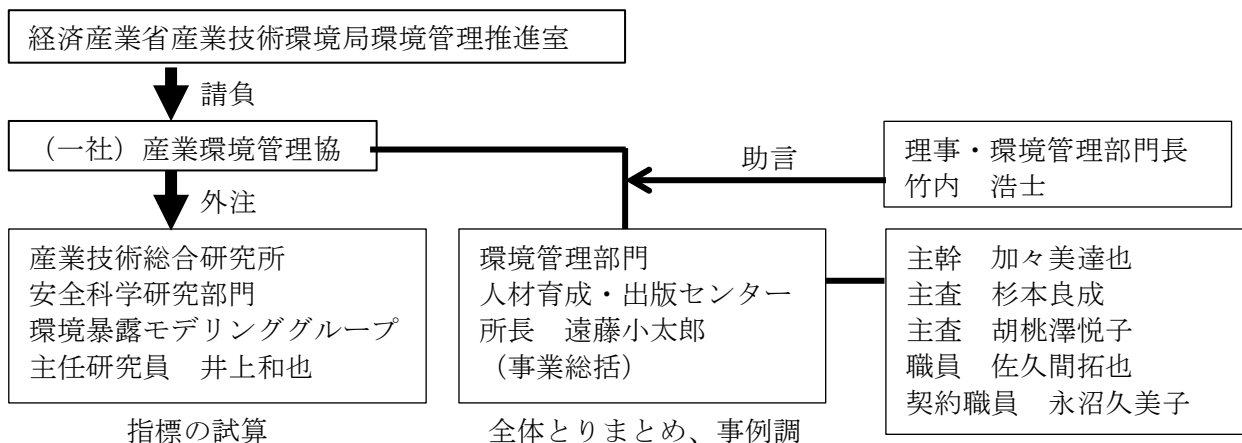 経済産業省産業技術環境局環境管理推進室
請負
（一社）産業環境管理協
助言
理事・環境管理部門長
竹内　浩士
外注
産業技術総合研究所
安全科学研究部門
環境暴露モデリンググループ
主任研究員　井上和也
指標の試算
環境管理部門
人材育成・出版センター
所長　遠藤小太郎
（事業総括）
全体とりまとめ、事例調
主幹　加々美達也
主査　杉本良成
主査　胡桃澤悦子
職員　佐久間拓也
契約職員　永沼久美子